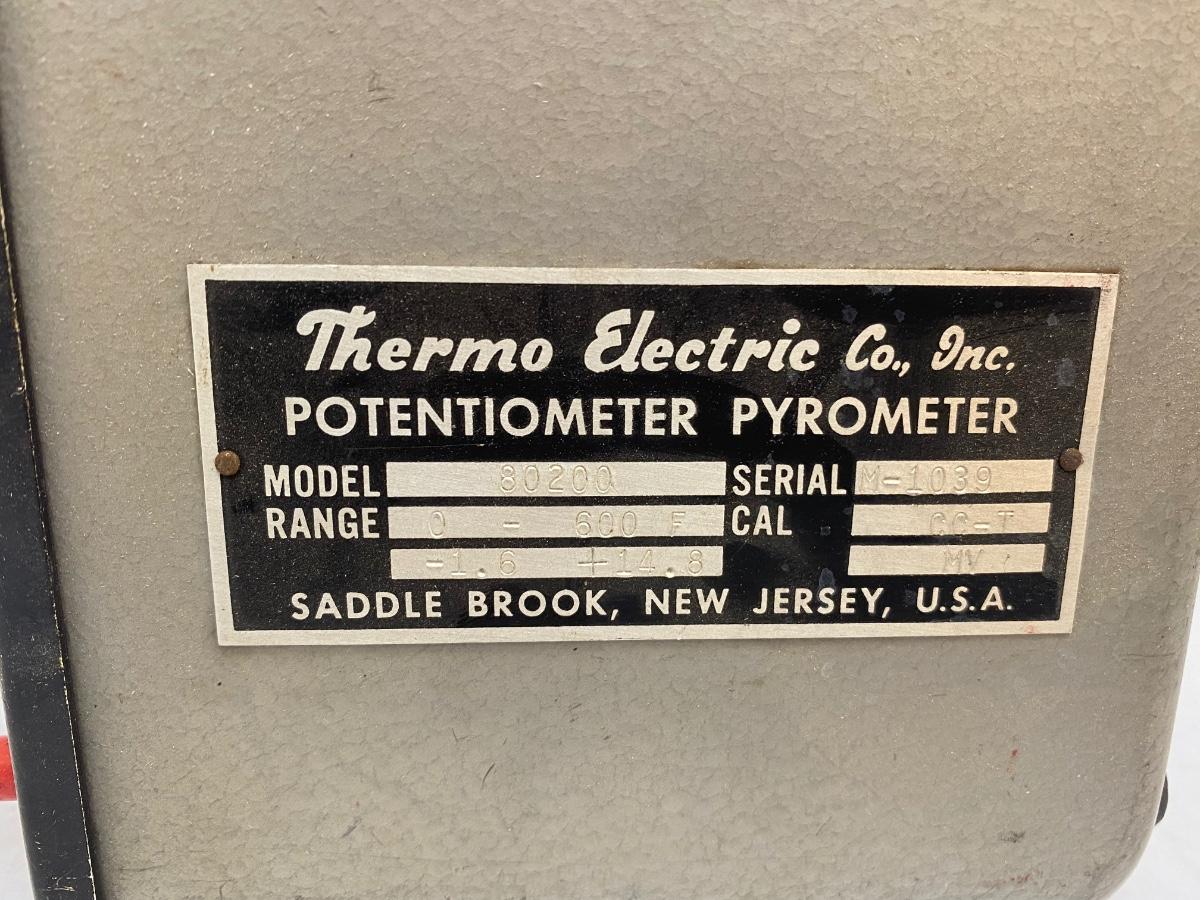 Thermo Electric Co., Inc.
POTENTIOMETER PYROMETER
MODEL 80200 SERIAL M-1039
RANGE 0 - 600 F CAL CC-T
-1.6 +14.8 MV
SADDLE BROOK, NEW JERSEY, U.S.A.